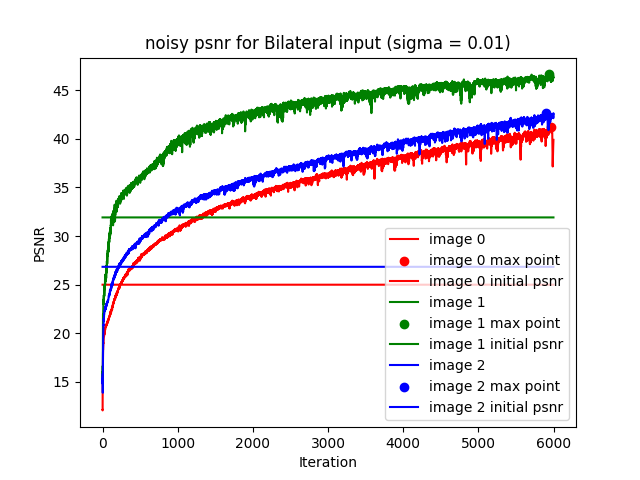 noisy psnr for Bilateral input (sigma = 0.01)
PSNR
45
40
35
30
25
20
15
0
1000
2000
3000
4000
5000
6000
Iteration
image 0
image 0 max point
image 0 initial psnr
image 1
image 1 max point
image 1 initial psnr
image 2
image 2 max point
image 2 initial psnr